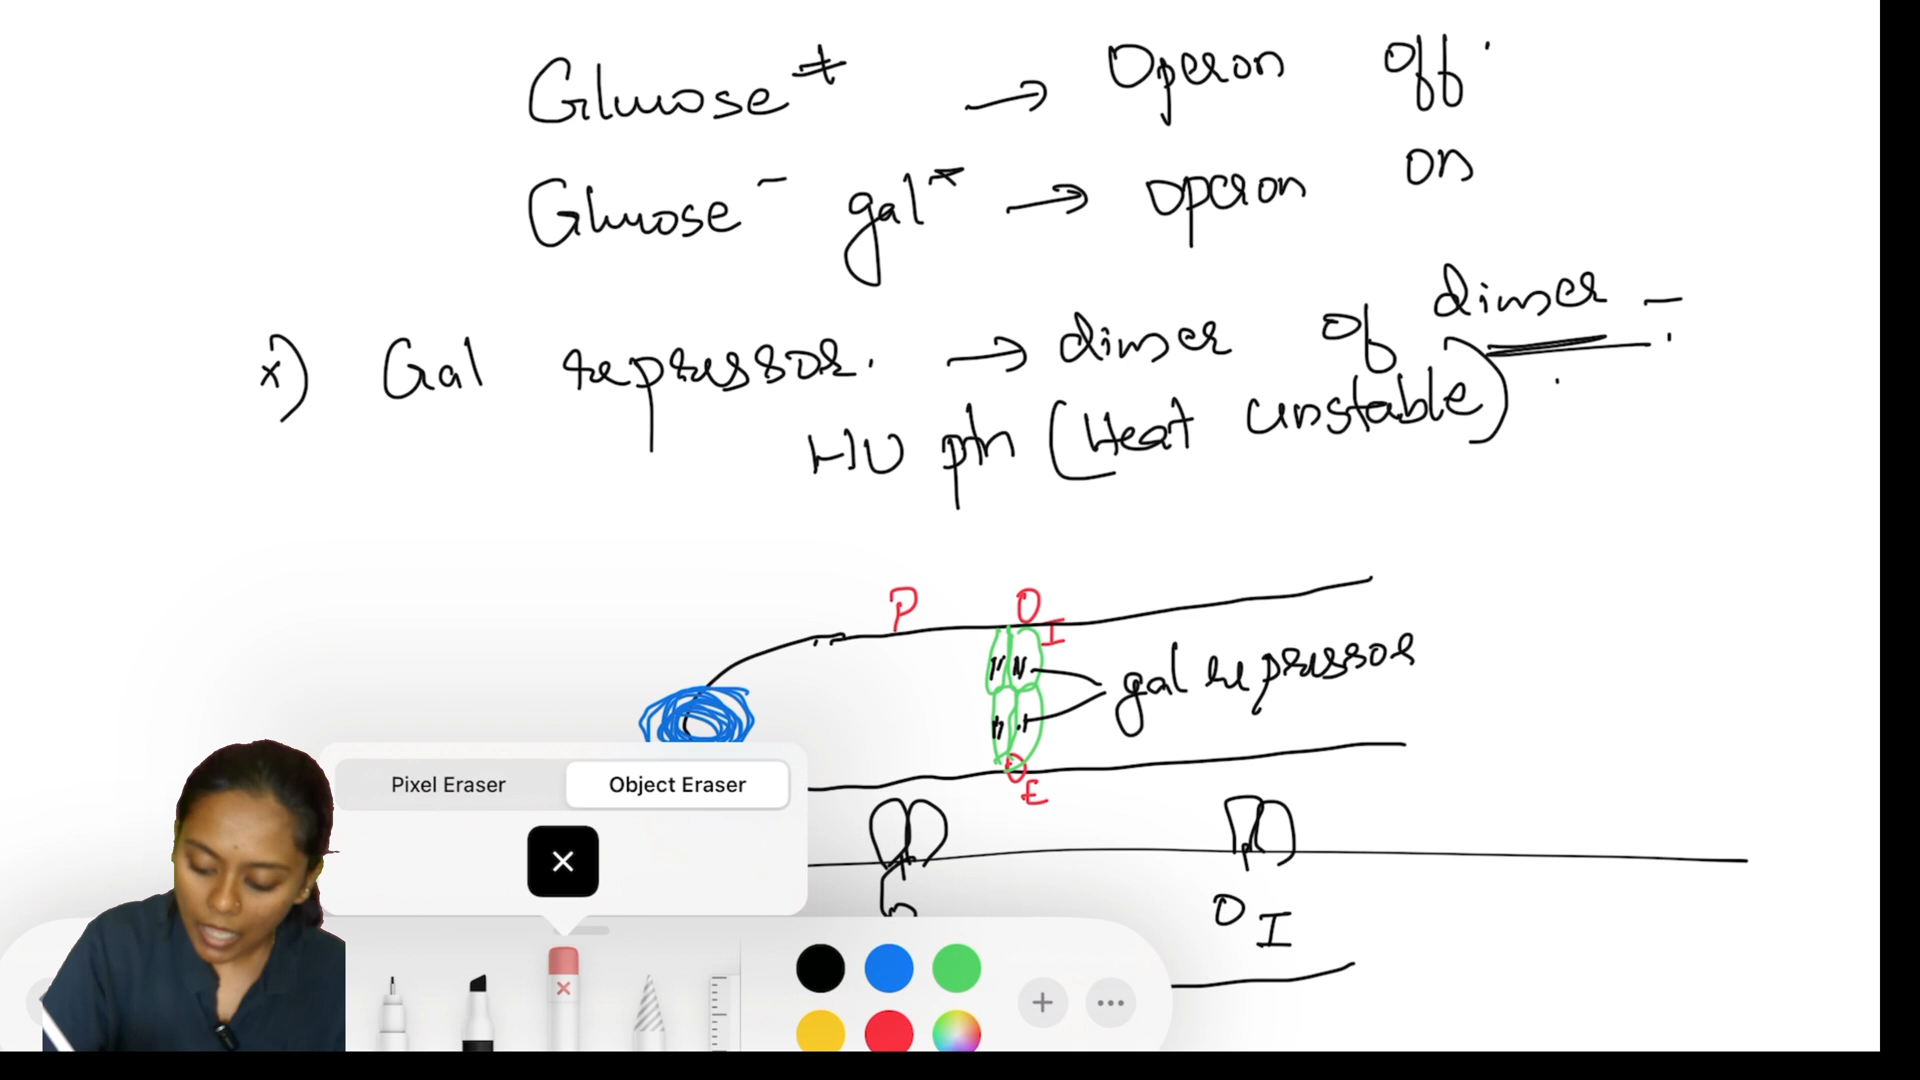 Glucose + → Operon off.
Glucose - gal + → operon on
*) Gal repressor. → dimer of dimer -
HU ptn (Heat unstable)
P O I
N N gal repressor
O E
Pixel Eraser Object Eraser
O I